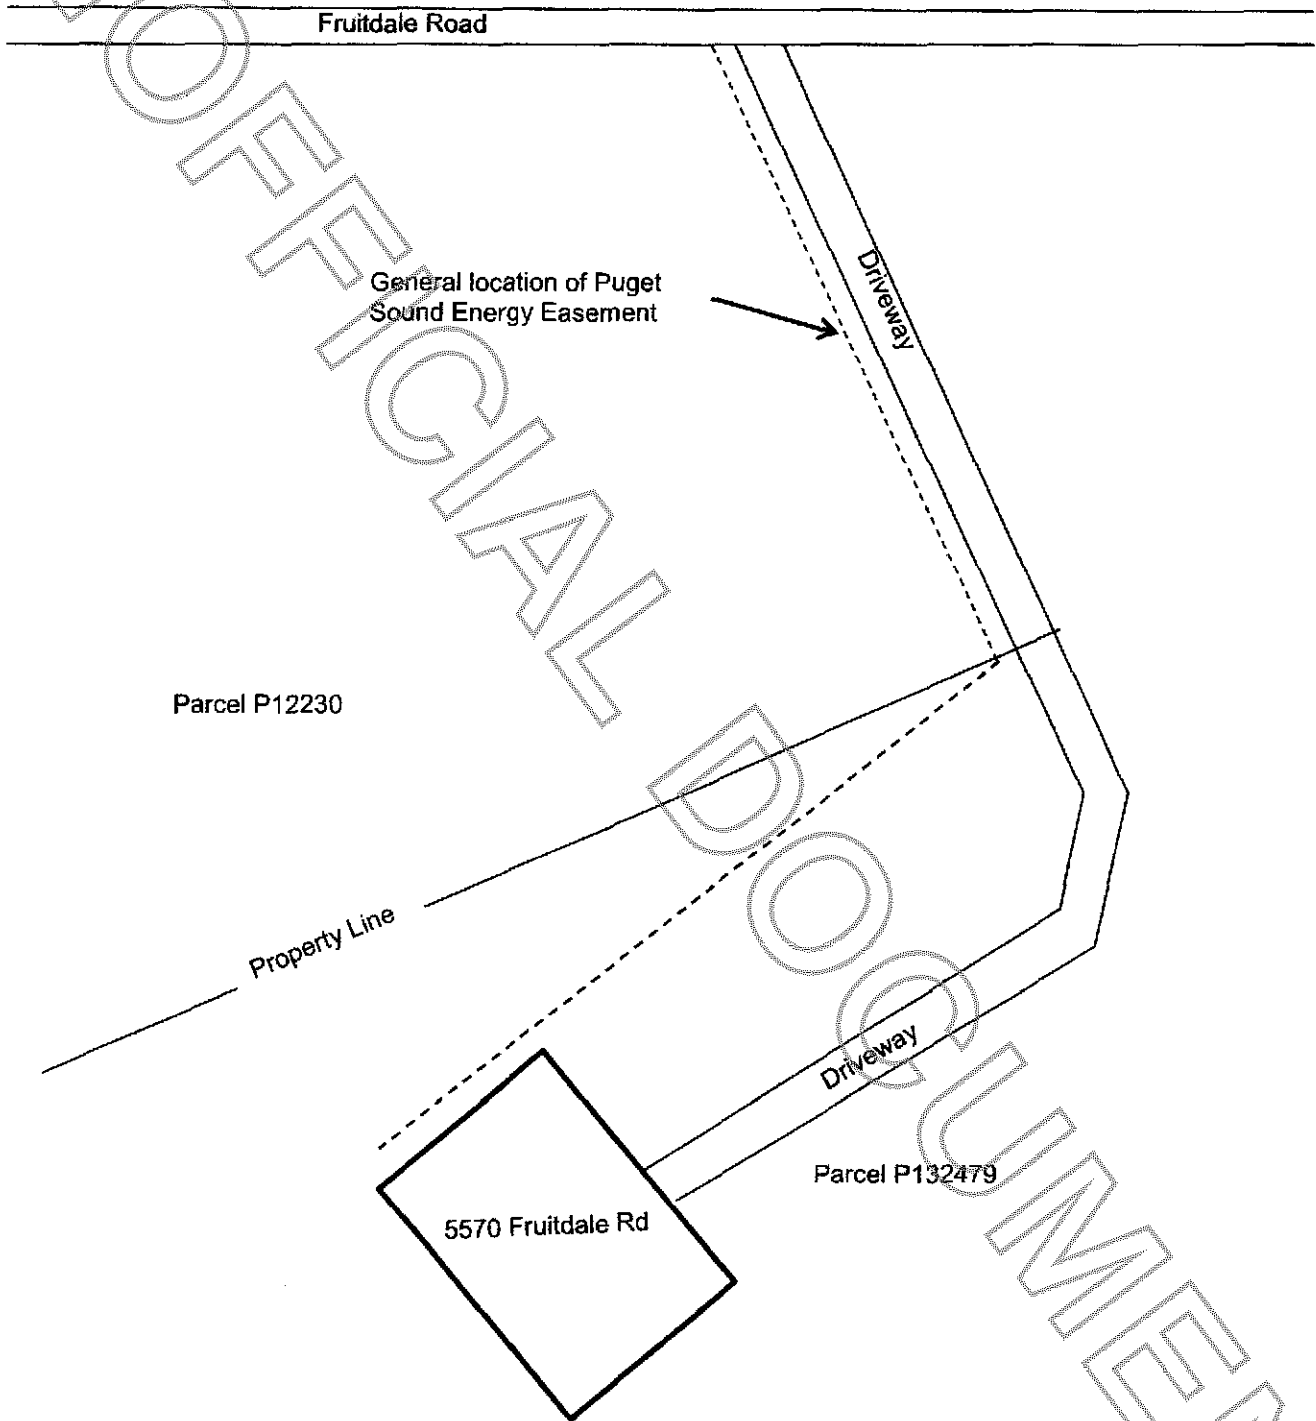 Fruitdale Road
General location of Puget
Sound Energy Easement
Driveway
Parcel P12230
Property Line
Driveway
Parcel P132479
5570 Fruitdale Rd
OFFICIAL DOCUME